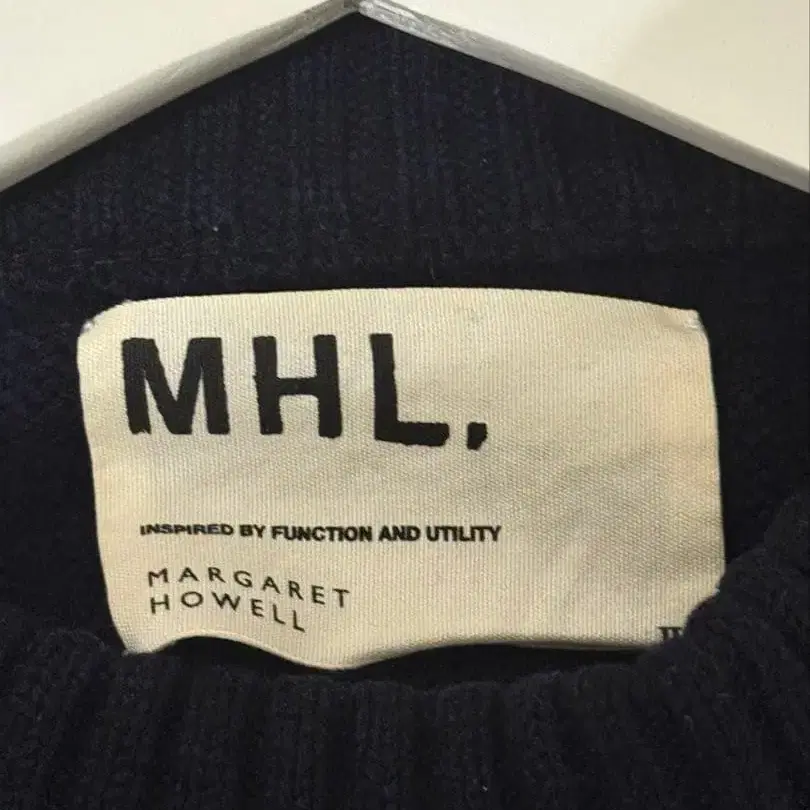 MHL.
INSPIRED BY FUNCTION AND UTILITY
MARGARET
HOWELL